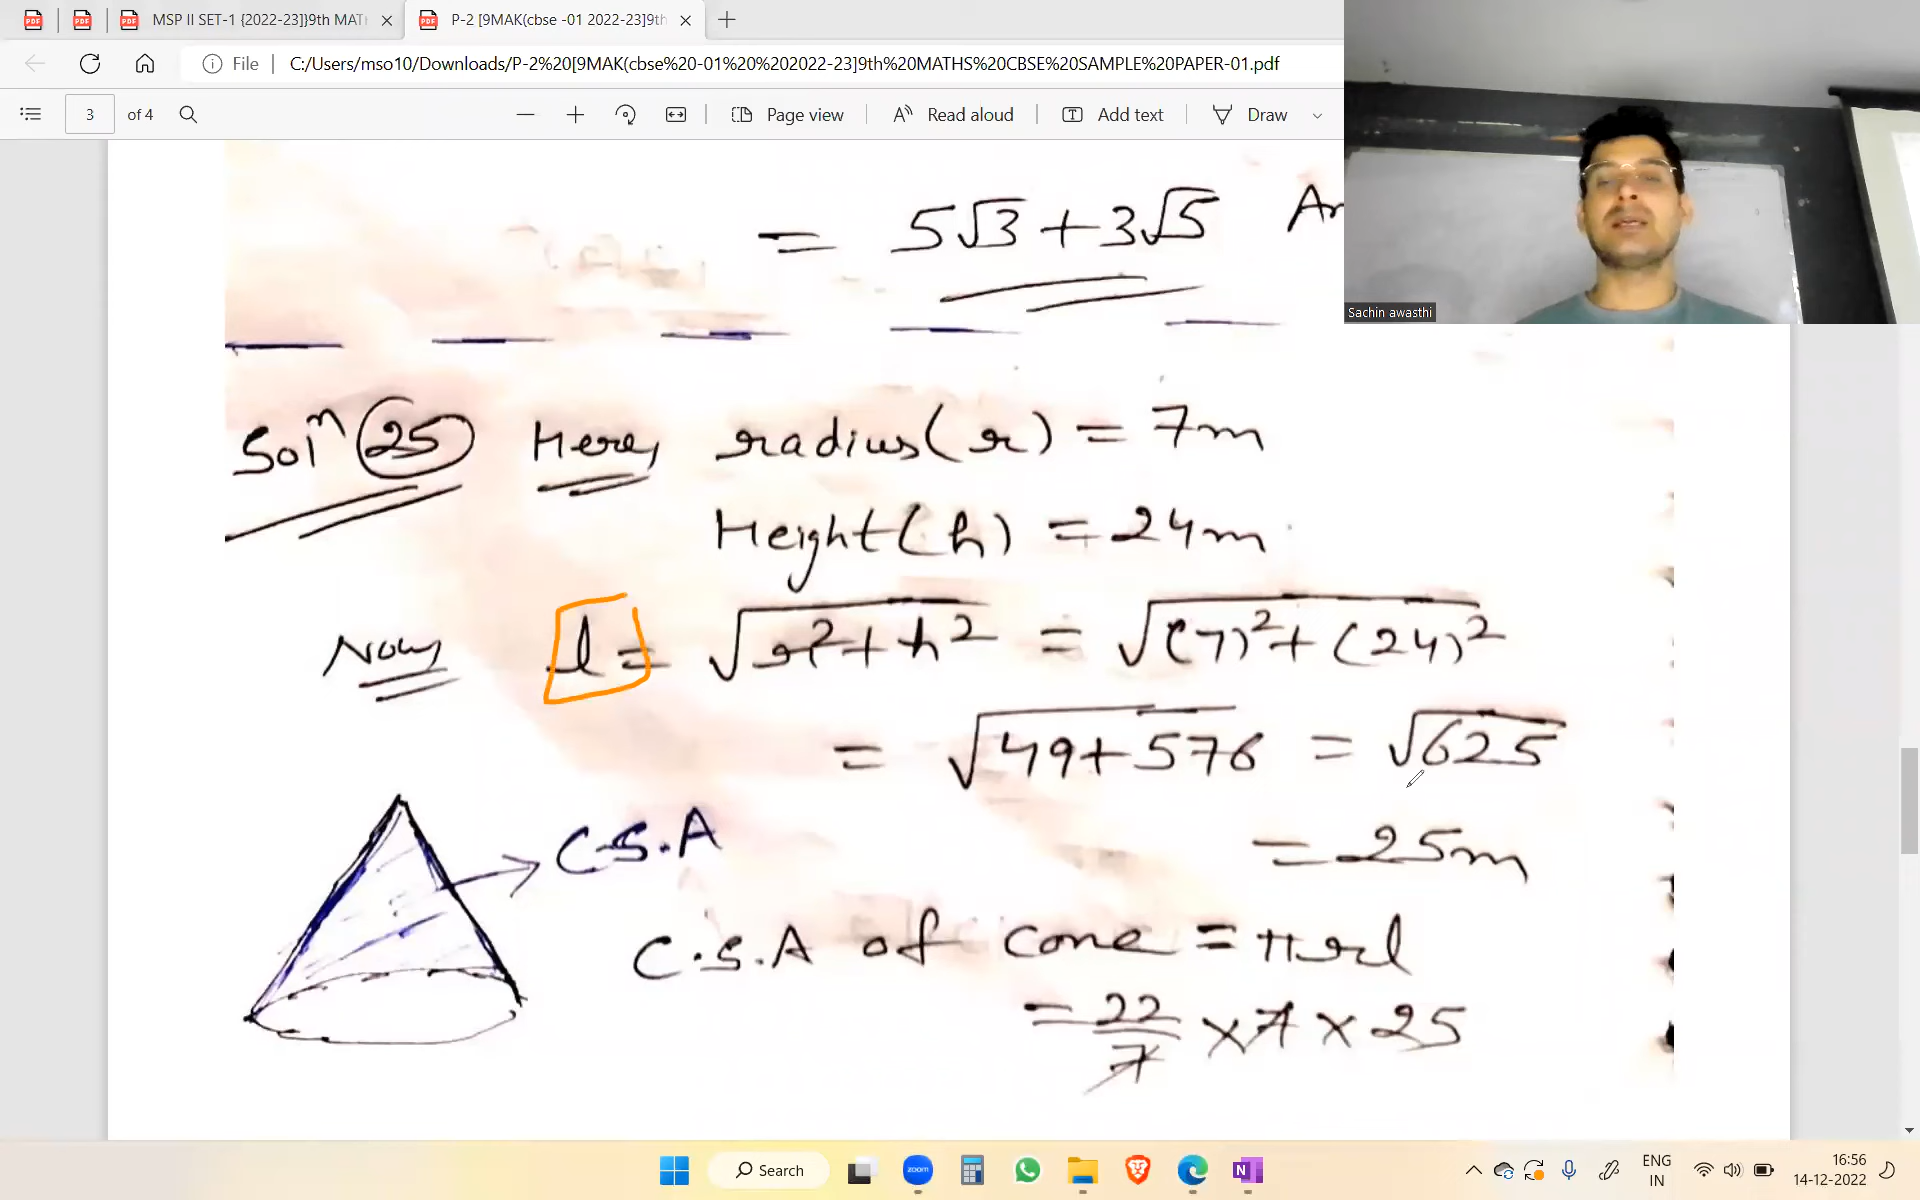 MSP II SET-1 {2022-23]}9th MAT
P-2 [9MAK(cbse -01 2022-23]9th
File
C:/Users/mso10/Downloads/P-2%20[9MAK(cbse%20-01%20%202022-23]9th%20MATHS%20CBSE%20SAMPLE%20PAPER-01.pdf
3 of 4
Page view
Read aloud
Add text
Draw
Sachin awasthi
= 5√3 + 3√5 An
Solⁿ 25 Here, radius(r) = 7m
Height(h) = 24m
Now l = √r²+h² = √(7)²+(24)²
= √49+576 = √625
= 25m
C.S.A
C.S.A of cone = πrl
= 22/7 × 7 × 25
Search
zoom
ENG
IN
16:56
14-12-2022